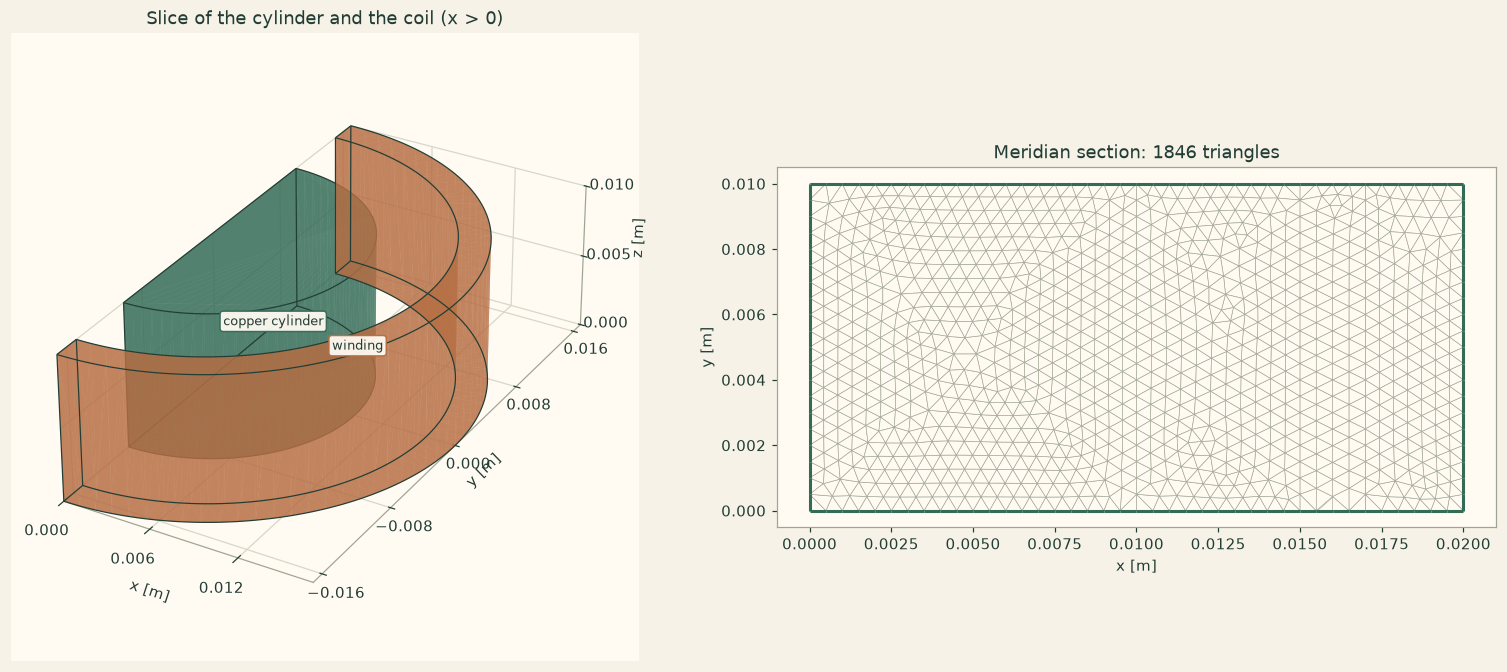 Slice of the cylinder and the coil (x > 0)
copper cylinder
winding
0.010
0.005
0.000
z [m]
0.016
0.008
0.000
−0.008
−0.016
y [m]
0.000
0.006
0.012
x [m]
Meridian section: 1846 triangles
0.010
0.008
0.006
0.004
0.002
0.000
y [m]
0.0000 0.0025 0.0050 0.0075 0.0100 0.0125 0.0150 0.0175 0.0200
x [m]